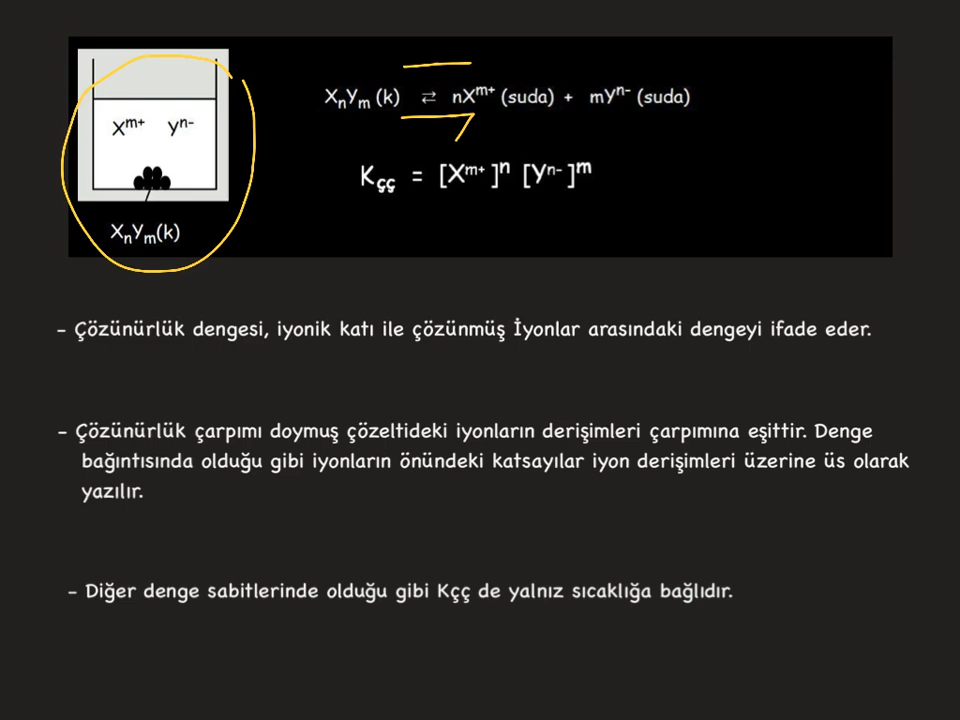 XₙYₘ (k) ⇄ nXᵐ⁺ (suda) + mYⁿ⁻ (suda)
Xᵐ⁺ Yⁿ⁻
Kçç = [Xᵐ⁺]ⁿ [Yⁿ⁻]ᵐ
XₙYₘ(k)
- Çözünürlük dengesi, iyonik katı ile çözünmüş İyonlar arasındaki dengeyi ifade eder.
- Çözünürlük çarpımı doymuş çözeltideki iyonların derişimleri çarpımına eşittir. Denge
bağıntısında olduğu gibi iyonların önündeki katsayılar iyon derişimleri üzerine üs olarak
yazılır.
- Diğer denge sabitlerinde olduğu gibi Kçç de yalnız sıcaklığa bağlıdır.